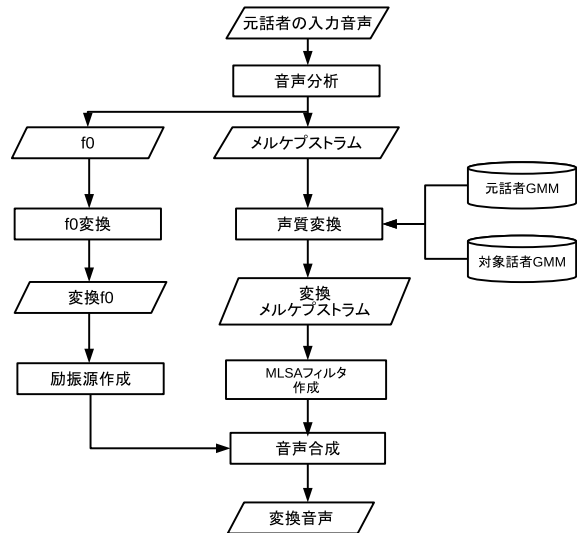 元話者の入力音声
音声分析
f0
メルケプストラム
元話者GMM
f0変換
声質変換
対象話者GMM
変換f0
変換
メルケプストラム
励振源作成
MLSAフィルタ
作成
音声合成
変換音声